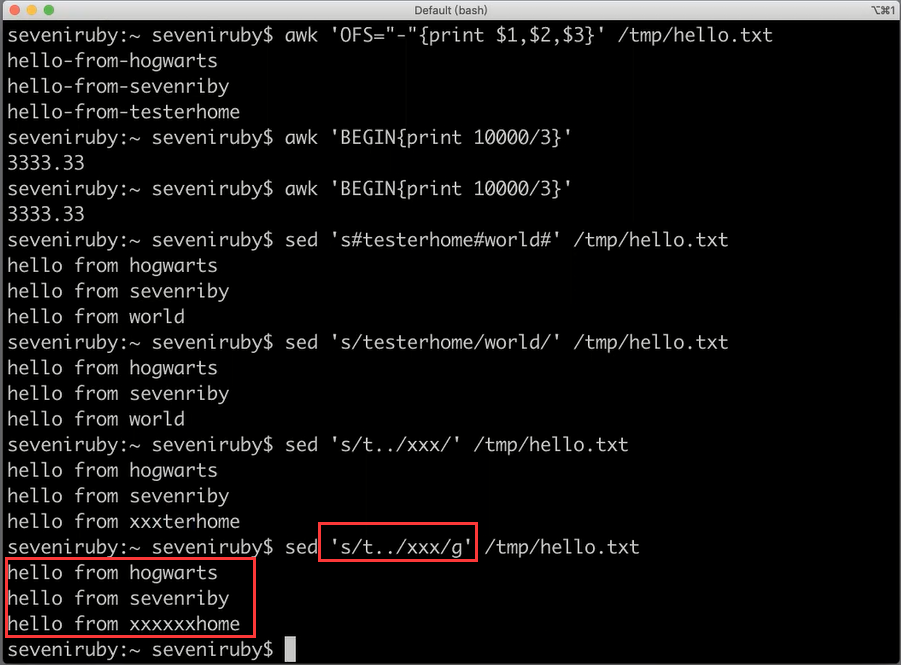 Default (bash)
⌥⌘1
seveniruby:~ seveniruby$ awk 'OFS="-"{print $1,$2,$3}' /tmp/hello.txt
hello-from-hogwarts
hello-from-sevenriby
hello-from-testerhome
seveniruby:~ seveniruby$ awk 'BEGIN{print 10000/3}'
3333.33
seveniruby:~ seveniruby$ awk 'BEGIN{print 10000/3}'
3333.33
seveniruby:~ seveniruby$ sed 's#testerhome#world#' /tmp/hello.txt
hello from hogwarts
hello from sevenriby
hello from world
seveniruby:~ seveniruby$ sed 's/testerhome/world/' /tmp/hello.txt
hello from hogwarts
hello from sevenriby
hello from world
seveniruby:~ seveniruby$ sed 's/t../xxx/' /tmp/hello.txt
hello from hogwarts
hello from sevenriby
hello from xxxterhome
seveniruby:~ seveniruby$ sed 's/t../xxx/g' /tmp/hello.txt
hello from hogwarts
hello from sevenriby
hello from xxxxxxhome
seveniruby:~ seveniruby$